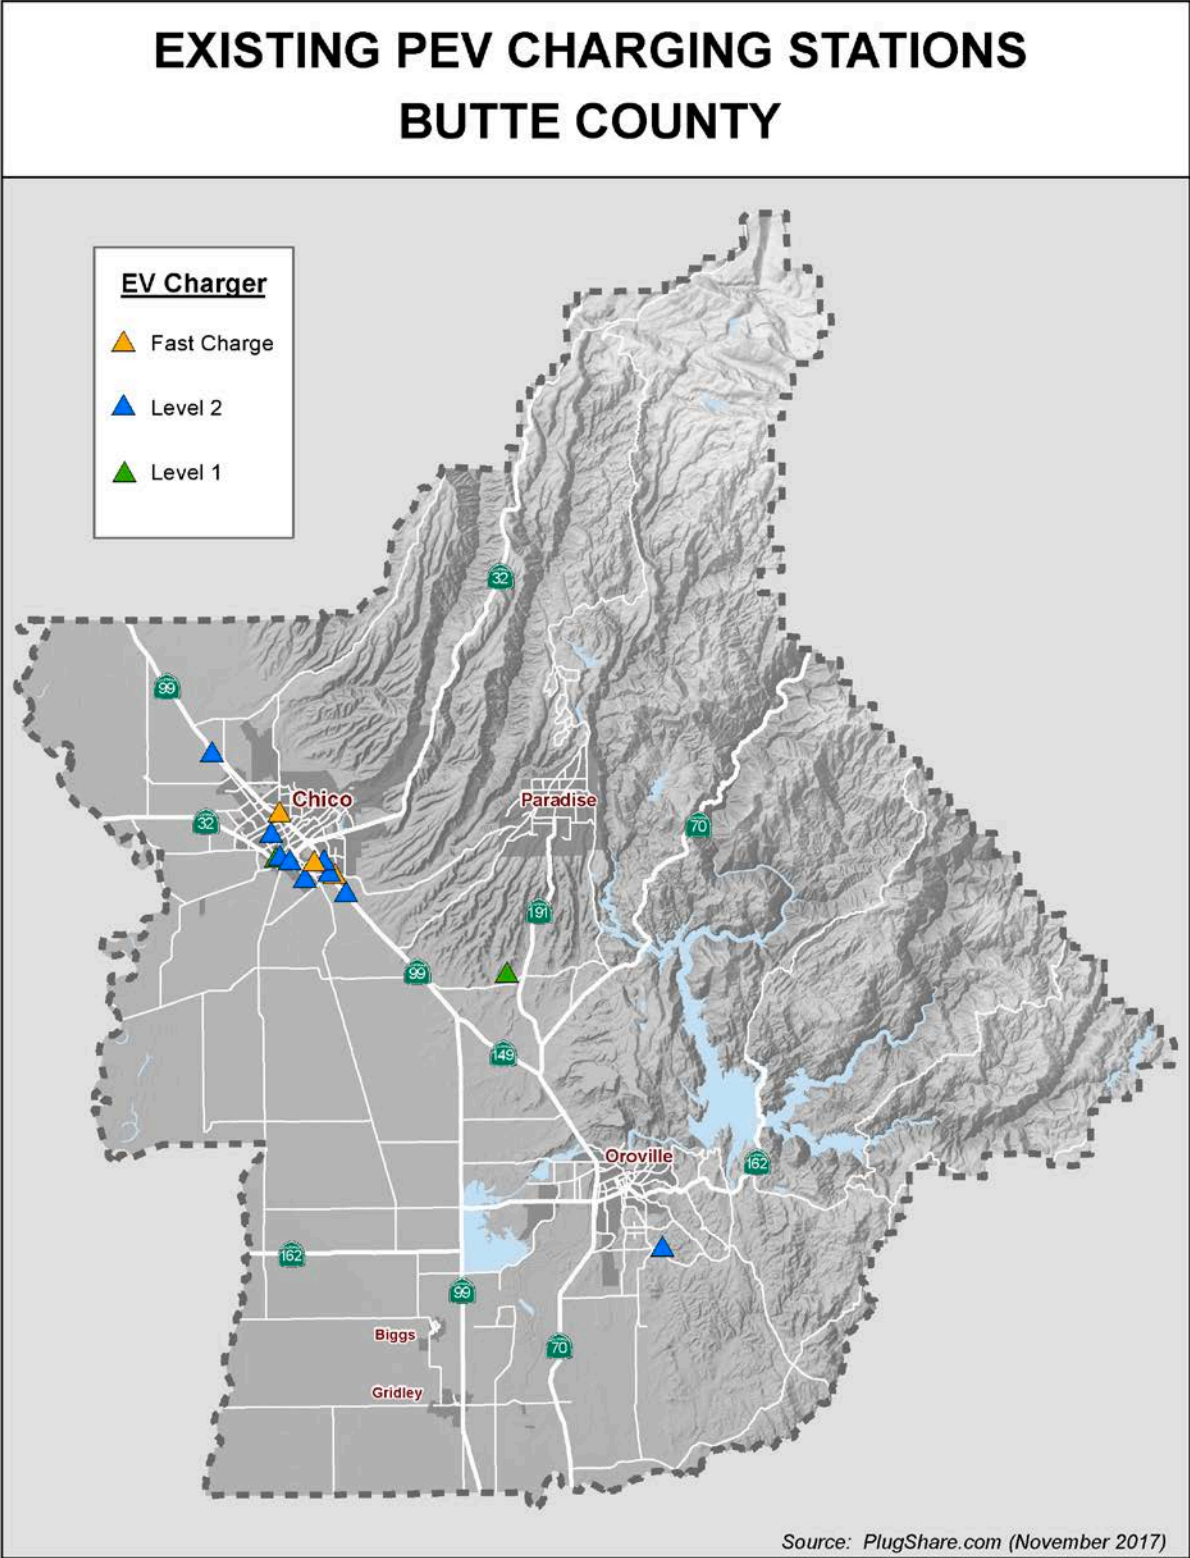 EXISTING PEV CHARGING STATIONS
BUTTE COUNTY
EV Charger
Fast Charge
Level 2
Level 1
32
99
Chico
Paradise
32
70
191
99
149
Oroville
162
162
99
Biggs
70
Gridley
Source: PlugShare.com (November 2017)